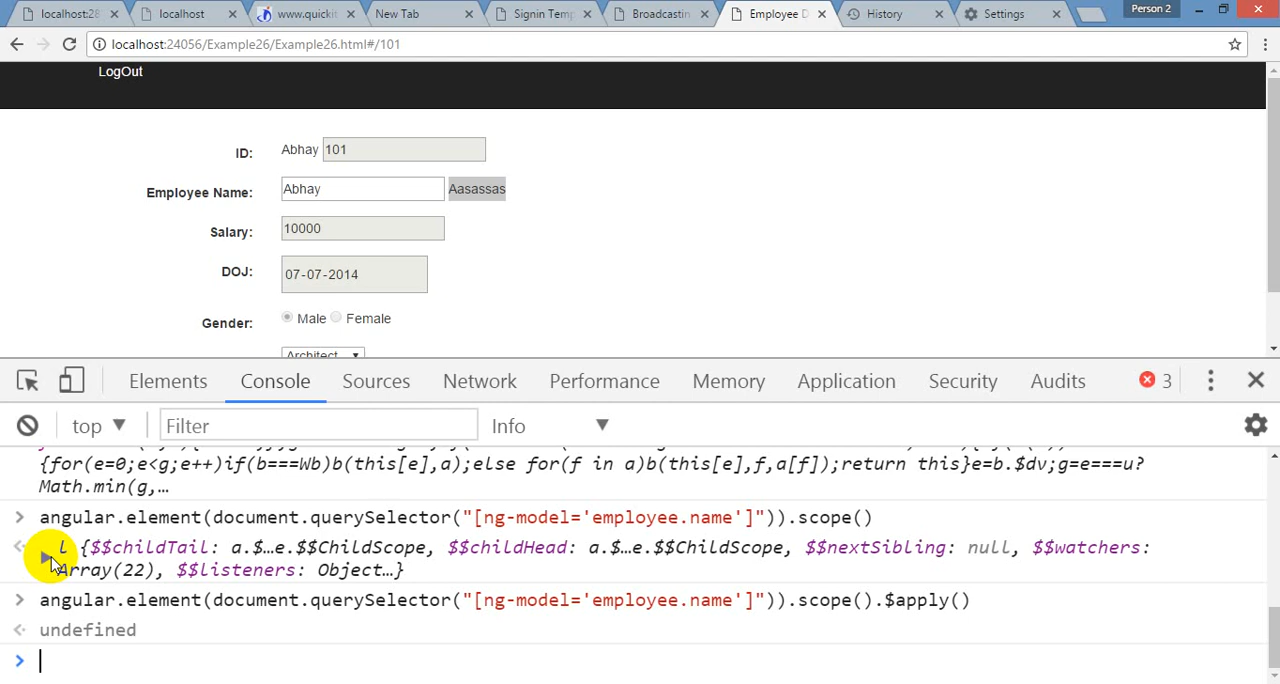 localhost:28 localhost www.quickit New Tab Signin Temp Broadcasting Employee D History Settings Person 2
localhost:24056/Example26/Example26.html#/101
LogOut
ID: Abhay 101
Employee Name: Abhay Aasassas
Salary: 10000
DOJ: 07-07-2014
Gender: Male Female
Architect
Elements Console Sources Network Performance Memory Application Security Audits 3
top Filter Info
{for(e=0;e<g;e++)if(b===Wb)b(this[e],a);else for(f in a)b(this[e],f,a[f]);return this}e=b.$dv;g=e===u?
Math.min(g,…
> angular.element(document.querySelector("[ng-model='employee.name']")).scope()
l {$$childTail: a.$…e.$$ChildScope, $$childHead: a.$…e.$$ChildScope, $$nextSibling: null, $$watchers:
Array(22), $$listeners: Object…}
> angular.element(document.querySelector("[ng-model='employee.name']")).scope().$apply()
undefined
>